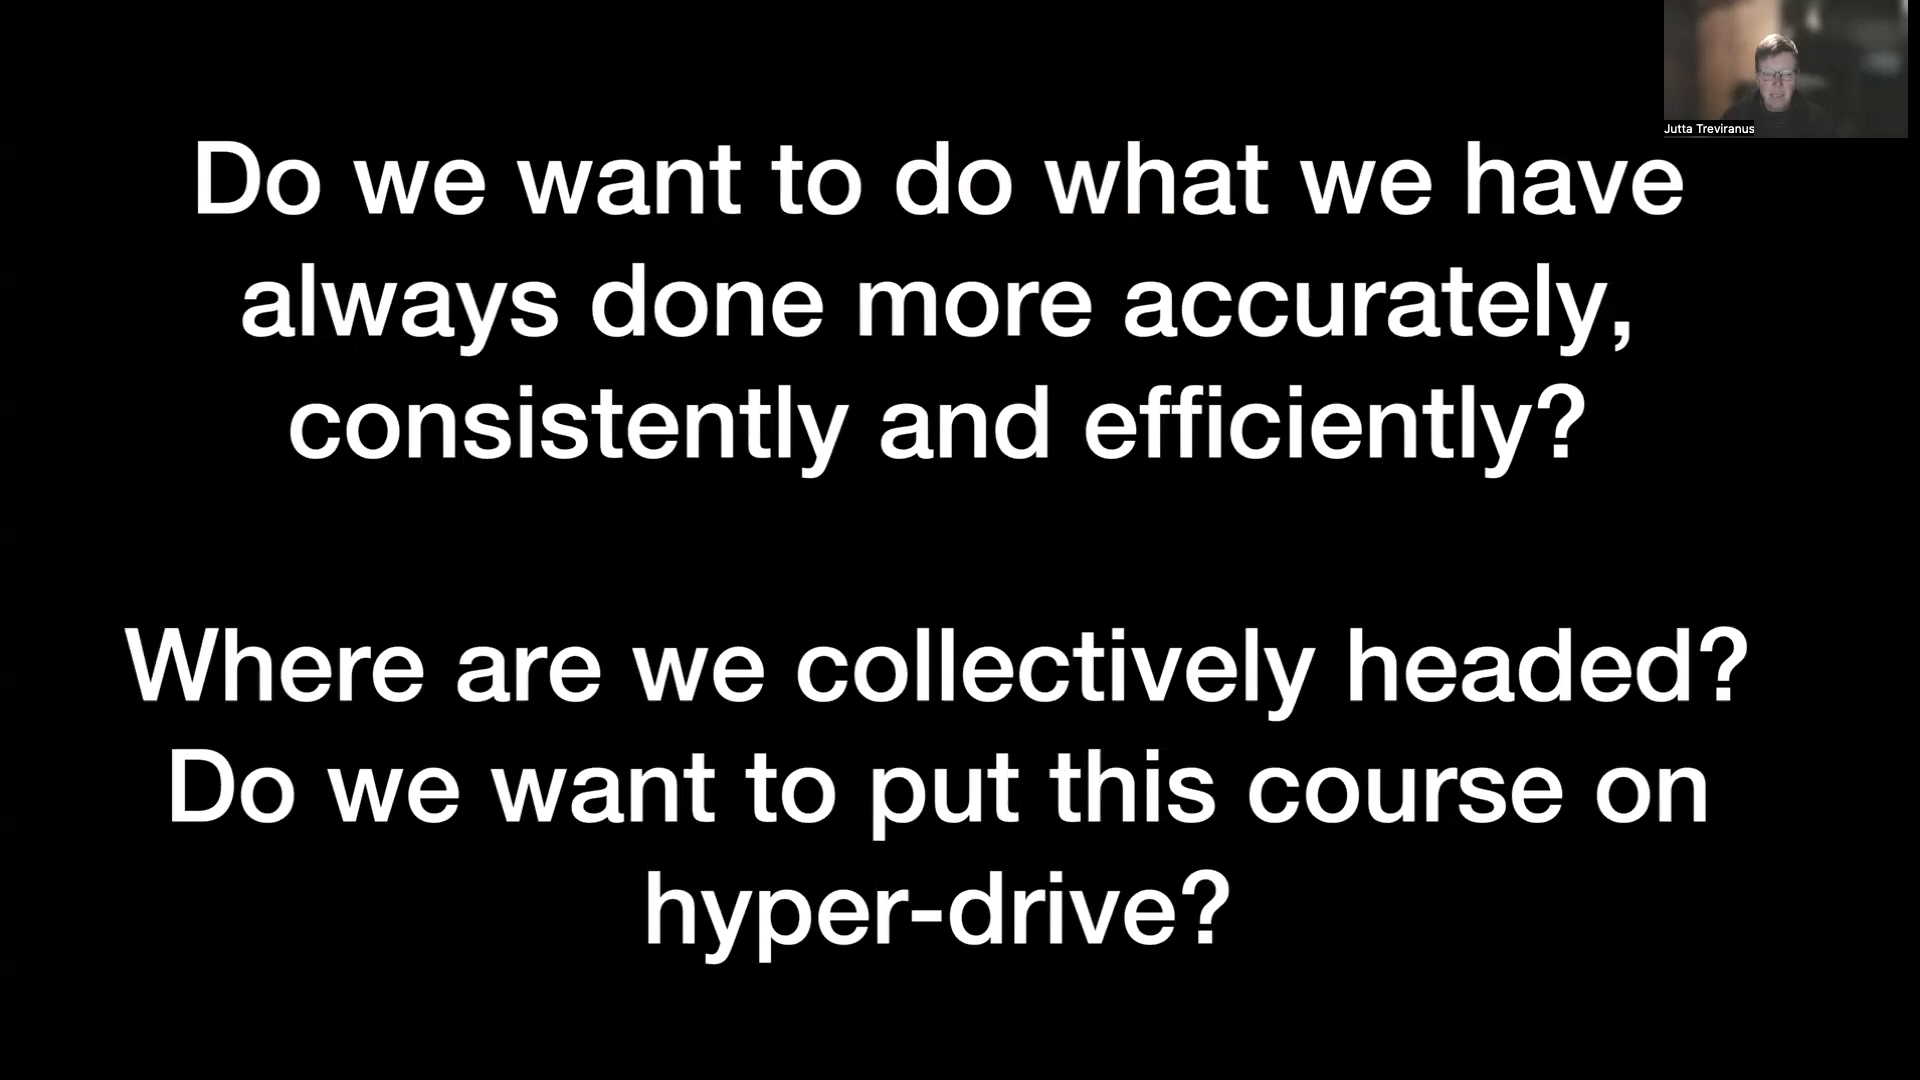 Jutta Treviranus
Do we want to do what we have
always done more accurately,
consistently and efficiently?
Where are we collectively headed?
Do we want to put this course on
hyper-drive?